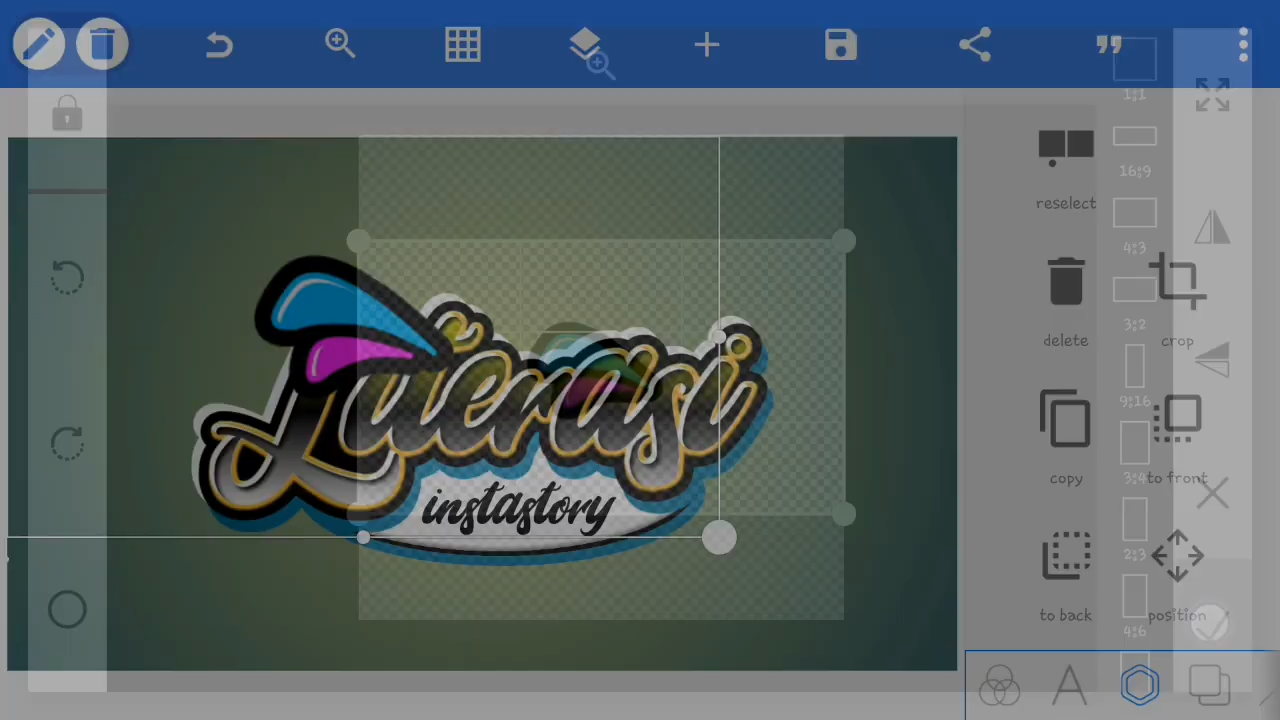 1:1
16:9
reselect
4:3
3:2
delete
crop
9:16
copy
3:4
to front
2:3
to back
position
4:6
Luerasi
instastory